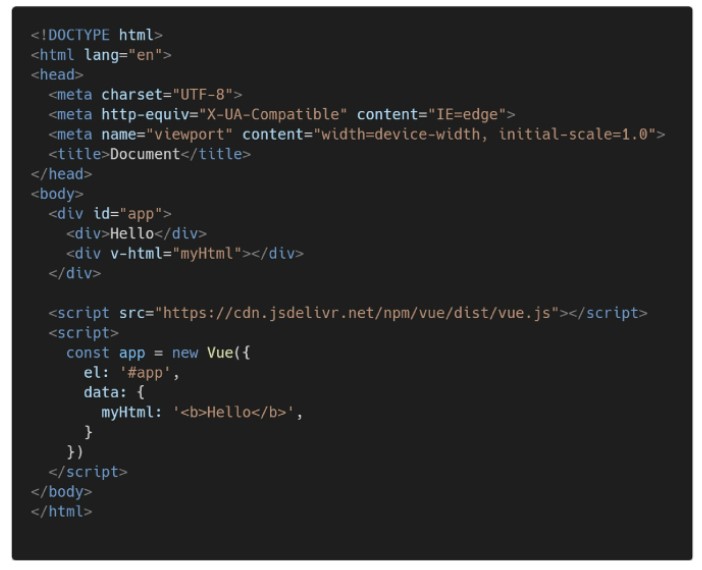 <!DOCTYPE html>
<html lang="en">
<head>
  <meta charset="UTF-8">
  <meta http-equiv="X-UA-Compatible" content="IE=edge">
  <meta name="viewport" content="width=device-width, initial-scale=1.0">
  <title>Document</title>
</head>
<body>
  <div id="app">
    <div>Hello</div>
    <div v-html="myHtml"></div>
  </div>

  <script src="https://cdn.jsdelivr.net/npm/vue/dist/vue.js"></script>
  <script>
    const app = new Vue({
      el: '#app',
      data: {
        myHtml: '<b>Hello</b>',
      }
    })
  </script>
</body>
</html>